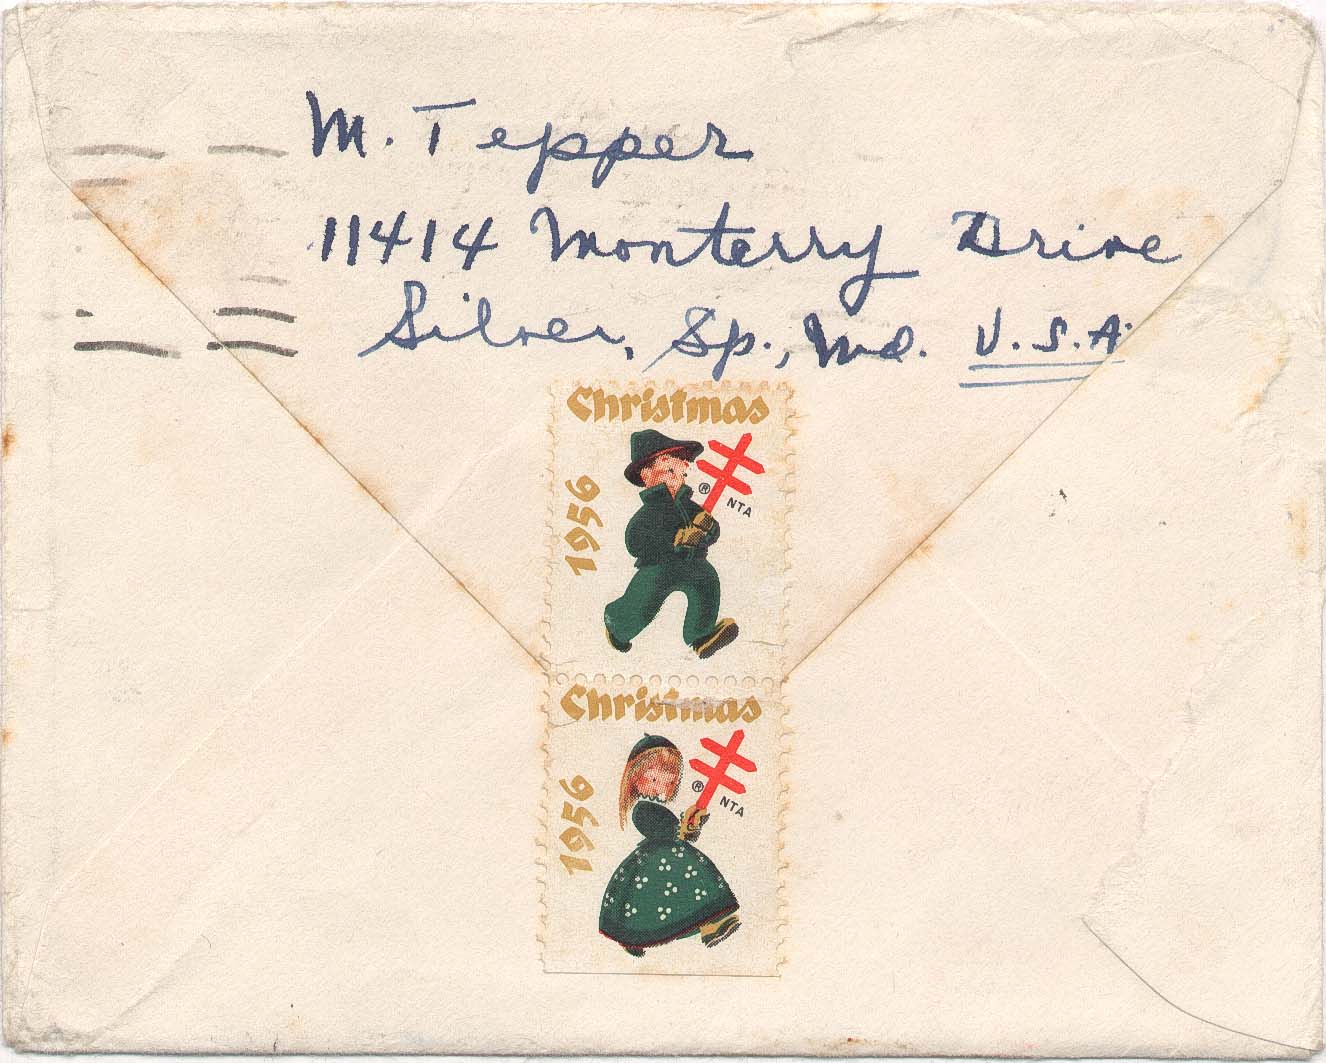 M. Tepper
11414 Monterry Drive
Silver, Sp., Md. U.S.A.
Christmas
1956
® NTA
Christmas
1956
® NTA